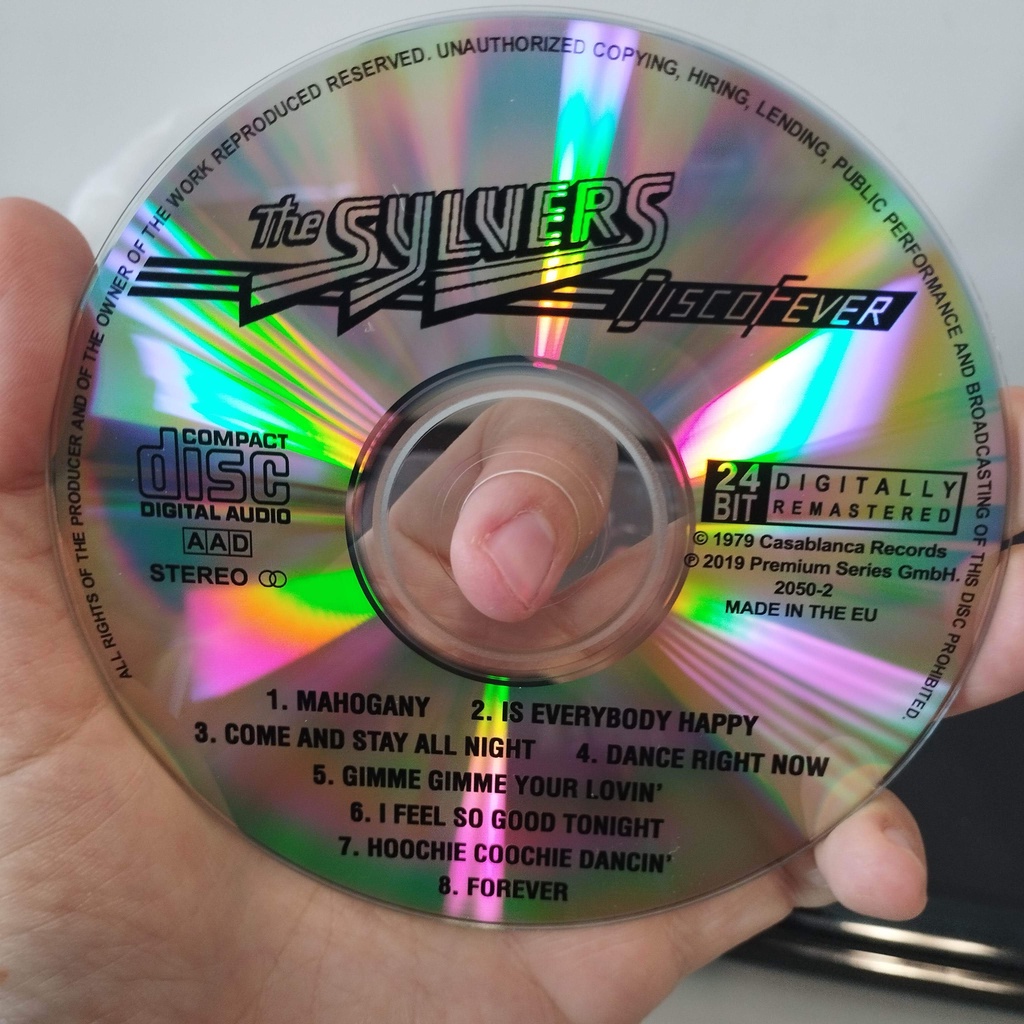 ALL RIGHTS OF THE PRODUCER AND OF THE OWNER OF THE WORK REPRODUCED RESERVED. UNAUTHORIZED COPYING, HIRING, LENDING, PUBLIC PERFORMANCE AND BROADCASTING OF THIS DISC PROHIBITED.
The SYLVERS
DISCO FEVER
COMPACT
disc
DIGITAL AUDIO
AAD
STEREO
24 BIT
DIGITALLY
REMASTERED
© 1979 Casablanca Records
℗ 2019 Premium Series GmbH.
2050-2
MADE IN THE EU
1. MAHOGANY 2. IS EVERYBODY HAPPY
3. COME AND STAY ALL NIGHT 4. DANCE RIGHT NOW
5. GIMME GIMME YOUR LOVIN'
6. I FEEL SO GOOD TONIGHT
7. HOOCHIE COOCHIE DANCIN'
8. FOREVER